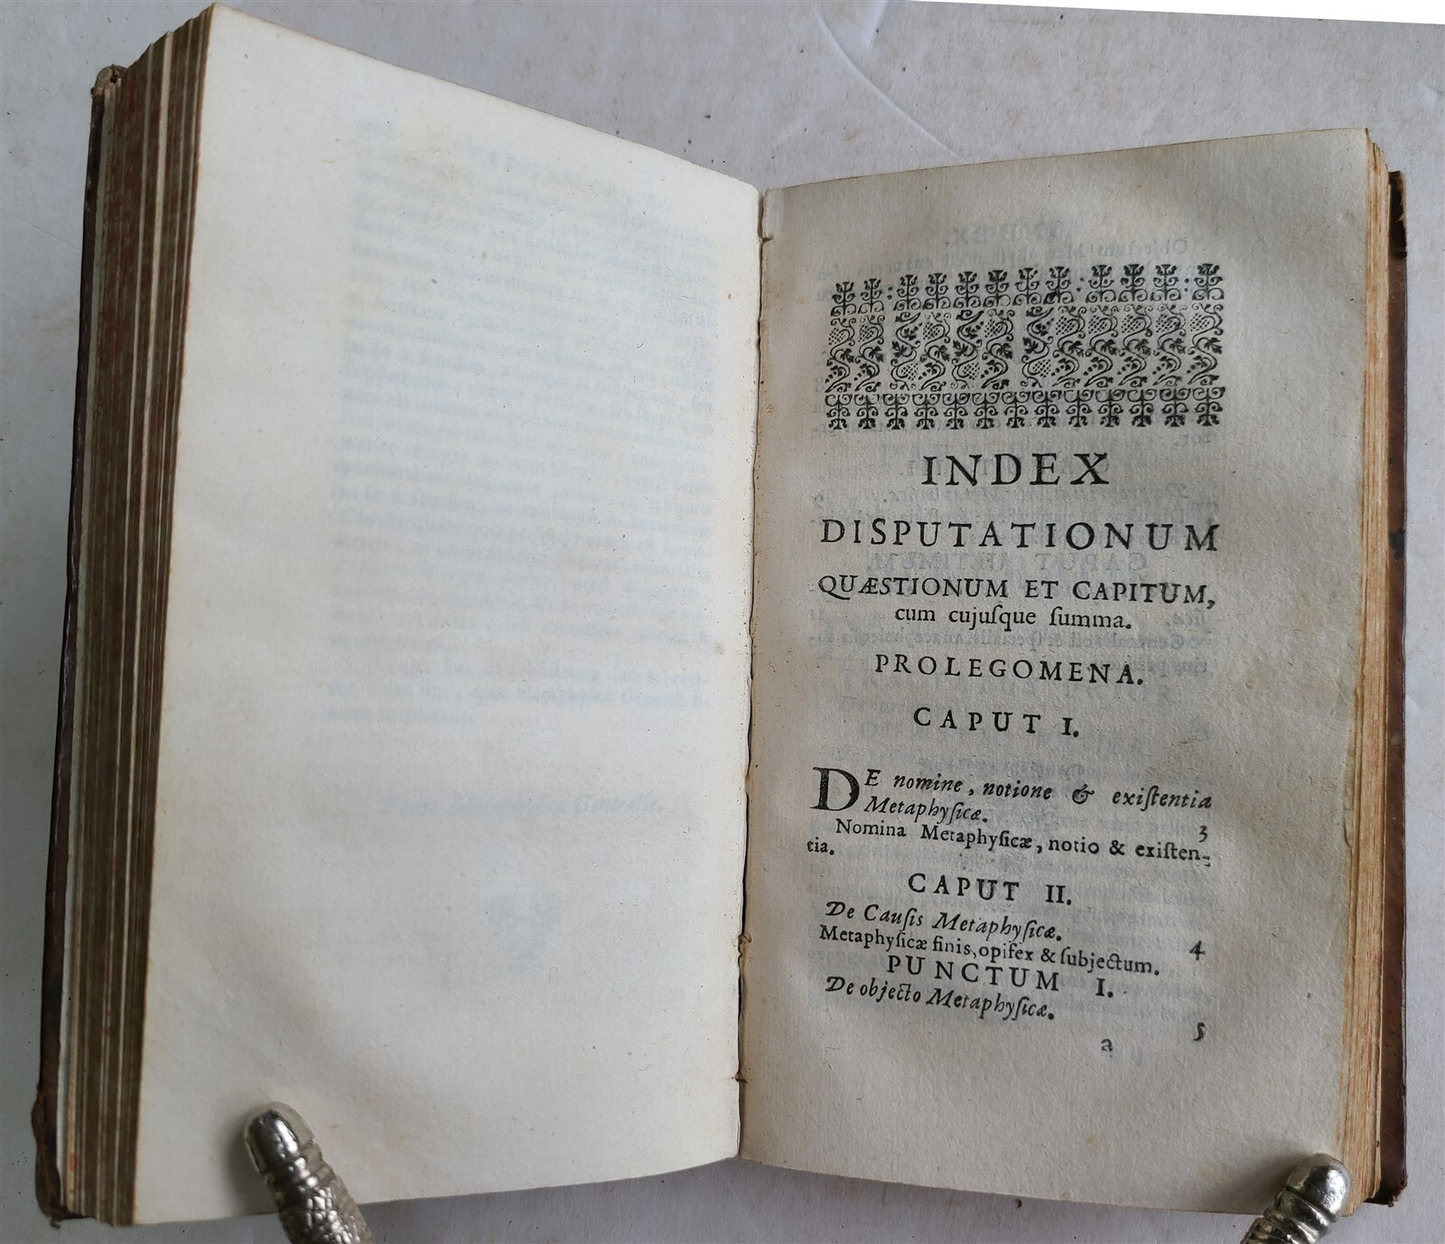 INDEX
DISPUTATIONUM
QUÆSTIONUM ET CAPITUM,
cum cujuſque ſumma.
PROLEGOMENA.
CAPUT I.
DE nomine, notione & exiſtentia
Metaphyſicæ. 3
Nomina Metaphyſicæ, notio & exiſten-
tia.
CAPUT II.
De Cauſis Metaphyſicæ. 4
Metaphyſicæ finis, opifex & ſubjectum.
PUNCTUM I.
De objecto Metaphyſicæ. 5
a